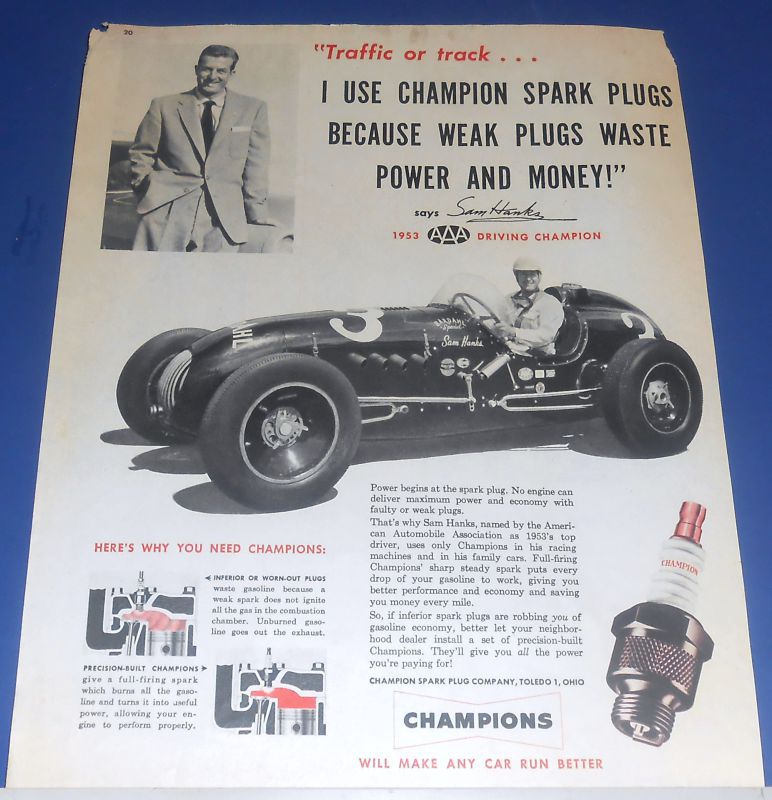 20
"Traffic or track . . .
I USE CHAMPION SPARK PLUGS
BECAUSE WEAK PLUGS WASTE
POWER AND MONEY!"
says Sam Hanks
1953 AAA DRIVING CHAMPION
3
BARDAHL
Special
Sam Hanks
AHL
Power begins at the spark plug. No engine can
deliver maximum power and economy with
faulty or weak plugs.
That's why Sam Hanks, named by the Ameri-
can Automobile Association as 1953's top
driver, uses only Champions in his racing
machines and in his family cars. Full-firing
Champions' sharp steady spark puts every
drop of your gasoline to work, giving you
better performance and economy and saving
you money every mile.
So, if inferior spark plugs are robbing you of
gasoline economy, better let your neighbor-
hood dealer install a set of precision-built
Champions. They'll give you all the power
you're paying for!
CHAMPION SPARK PLUG COMPANY, TOLEDO 1, OHIO
HERE'S WHY YOU NEED CHAMPIONS:
INFERIOR OR WORN-OUT PLUGS
waste gasoline because a
weak spark does not ignite
all the gas in the combustion
chamber. Unburned gaso-
line goes out the exhaust.
PRECISION-BUILT CHAMPIONS
give a full-firing spark
which burns all the gaso-
line and turns it into useful
power, allowing your en-
gine to perform properly.
CHAMPION
CHAMPIONS
WILL MAKE ANY CAR RUN BETTER